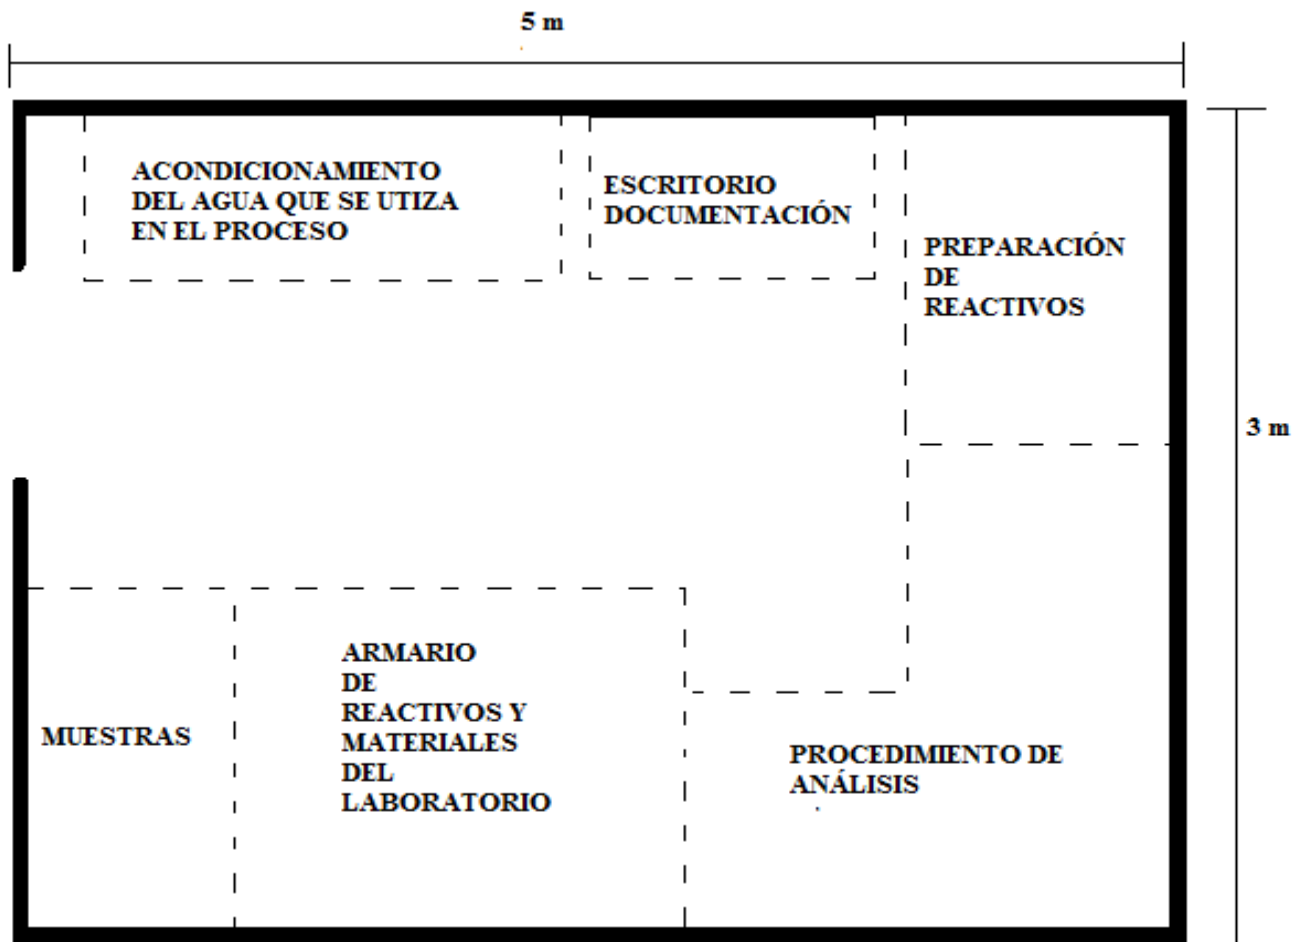 5 m
ACONDICIONAMIENTO
DEL AGUA QUE SE UTIZA
EN EL PROCESO
ESCRITORIO
DOCUMENTACIÓN
PREPARACIÓN
DE
REACTIVOS
3 m
MUESTRAS
ARMARIO
DE
REACTIVOS Y
MATERIALES
DEL
LABORATORIO
PROCEDIMIENTO DE
ANÁLISIS